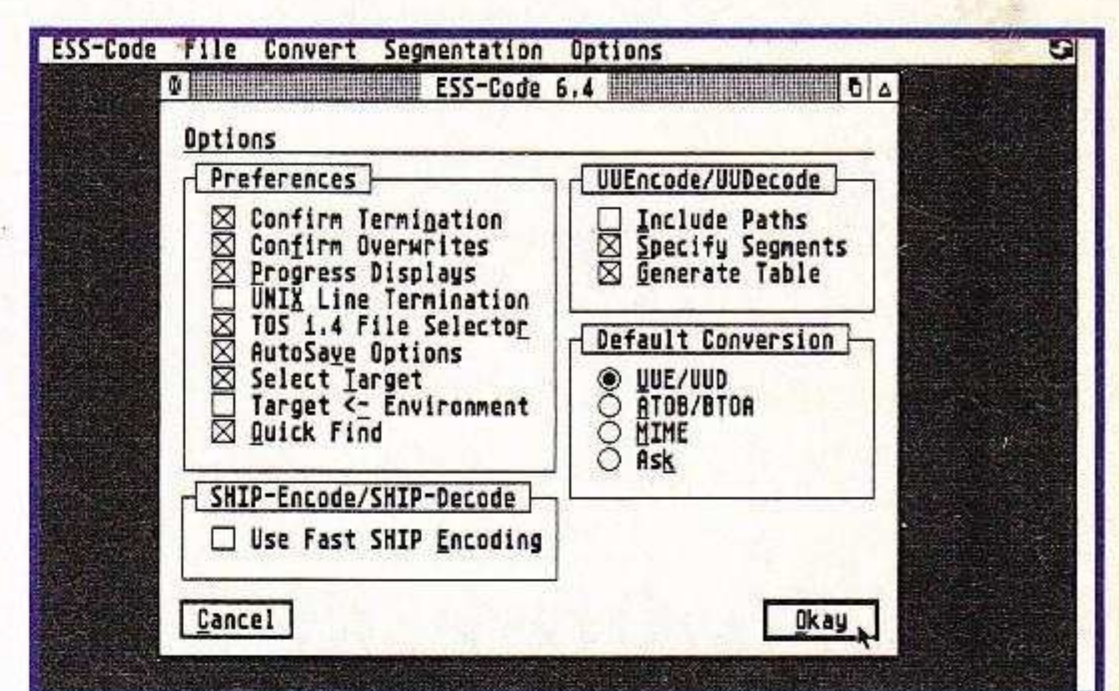 ESS-Code File Convert Segmentation Options
ESS-Code 6.4
Options
Preferences
Confirm Termination
Confirm Overwrites
Progress Displays
UNIX Line Termination
TOS 1.4 File Selector
AutoSave Options
Select Target
Target <- Environment
Quick Find
SHIP-Encode/SHIP-Decode
Use Fast SHIP Encoding
UUEncode/UUDecode
Include Paths
Specify Segments
Generate Table
Default Conversion
UUE/UUD
ATOB/BTOA
MIME
Ask
Cancel
Okay